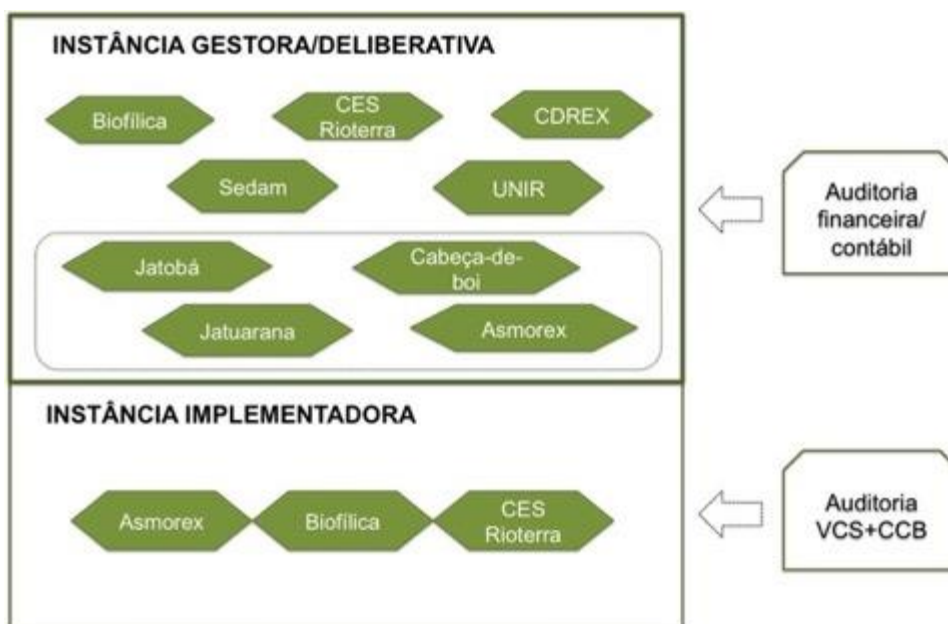 INSTÂNCIA GESTORA/DELIBERATIVA
Biofílica
CES
Rioterra
CDREX
Sedam
UNIR
Jatobá
Cabeça-de-
boi
Jatuarana
Asmorex
Auditoria
financeira/
contábil
INSTÂNCIA IMPLEMENTADORA
Asmorex
Biofílica
CES
Rioterra
Auditoria
VCS+CCB